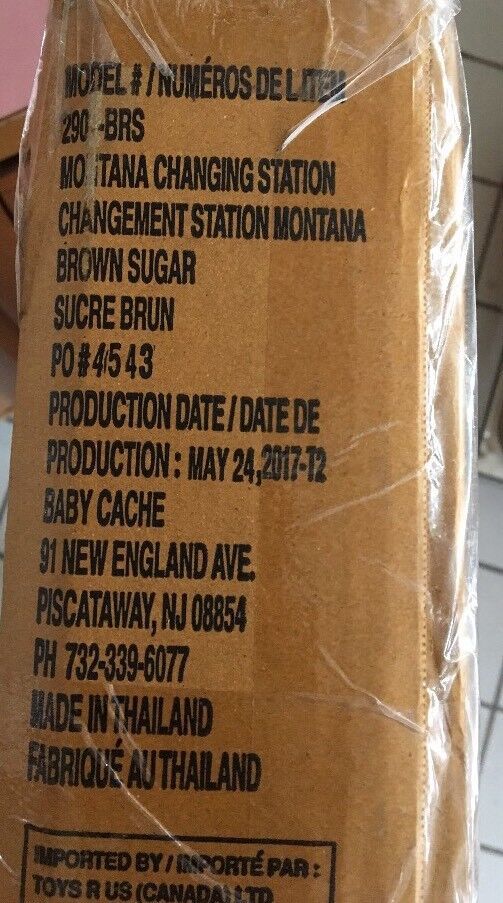 MODEL # / NUMÉROS DE L'ITEM
-BRS
MONTANA CHANGING STATION
CHANGEMENT STATION MONTANA
BROWN SUGAR
SUCRE BRUN
PO #
PRODUCTION DATE / DATE DE
PRODUCTION : MAY 24,2017-T2
BABY CACHE
91 NEW ENGLAND AVE.
PISCATAWAY, NJ 08854
PH 732-339-6077
MADE IN THAILAND
FABRIQUÉ AU THAILAND
IMPORTED BY / IMPORTÉ PAR :
TOYS R US (CANADA) LTD